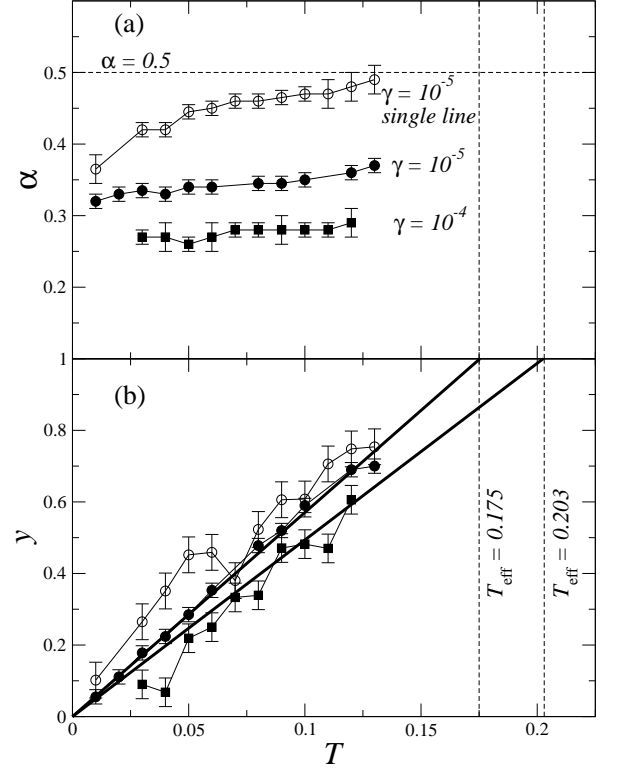 (a)
α = 0.5
0.5
γ = 10⁻⁵
single line
0.4
γ = 10⁻⁵
α
0.3
γ = 10⁻⁴
0.2
1
(b)
0.8
0.6
y
0.4
0.2
T_eff = 0.175
T_eff = 0.203
0
0 0.05 0.1 0.15 0.2
T